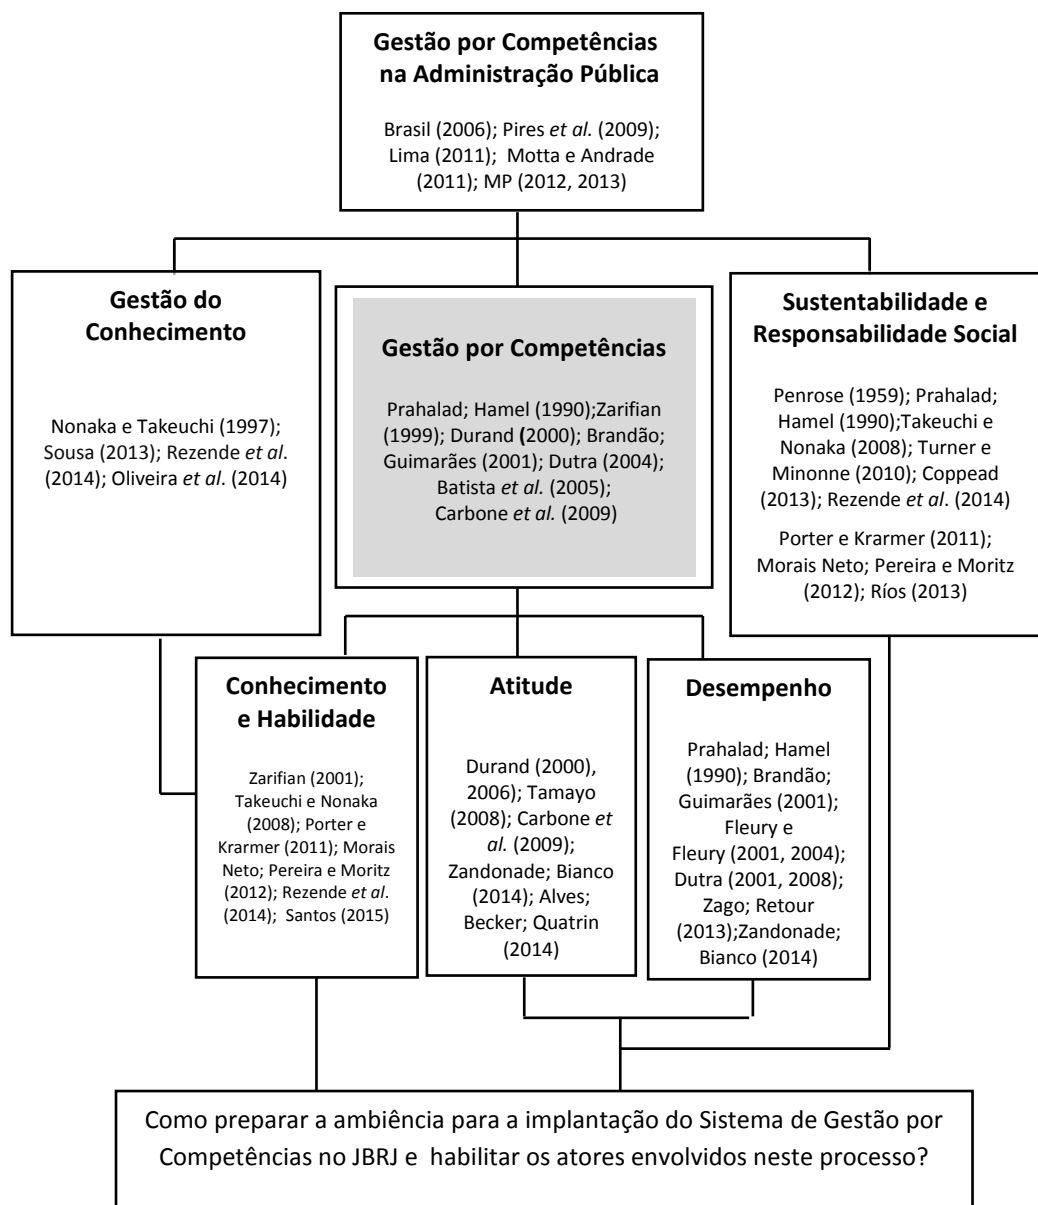 Gestão por Competências
na Administração Pública
Brasil (2006); Pires et al. (2009);
Lima (2011); Motta e Andrade
(2011); MP (2012, 2013)
Gestão do
Conhecimento
Nonaka e Takeuchi (1997);
Sousa (2013); Rezende et al.
(2014); Oliveira et al. (2014)
Gestão por Competências
Prahalad; Hamel (1990);Zarifian
(1999); Durand (2000); Brandão;
Guimarães (2001); Dutra (2004);
Batista et al. (2005);
Carbone et al. (2009)
Sustentabilidade e
Responsabilidade Social
Penrose (1959); Prahalad;
Hamel (1990);Takeuchi e
Nonaka (2008); Turner e
Minonne (2010); Coppead
(2013); Rezende et al. (2014)
Porter e Krarmer (2011);
Morais Neto; Pereira e Moritz
(2012); Ríos (2013)
Conhecimento
e Habilidade
Zarifian (2001);
Takeuchi e Nonaka
(2008); Porter e
Krarmer (2011); Morais
Neto; Pereira e Moritz
(2012); Rezende et al.
(2014); Santos (2015)
Atitude
Durand (2000),
2006); Tamayo
(2008); Carbone et
al. (2009);
Zandonade; Bianco
(2014); Alves;
Becker; Quatrin
(2014)
Desempenho
Prahalad; Hamel
(1990); Brandão;
Guimarães (2001);
Fleury e
Fleury (2001, 2004);
Dutra (2001, 2008);
Zago; Retour
(2013);Zandonade;
Bianco (2014)
Como preparar a ambiência para a implantação do Sistema de Gestão por
Competências no JBRJ e habilitar os atores envolvidos neste processo?